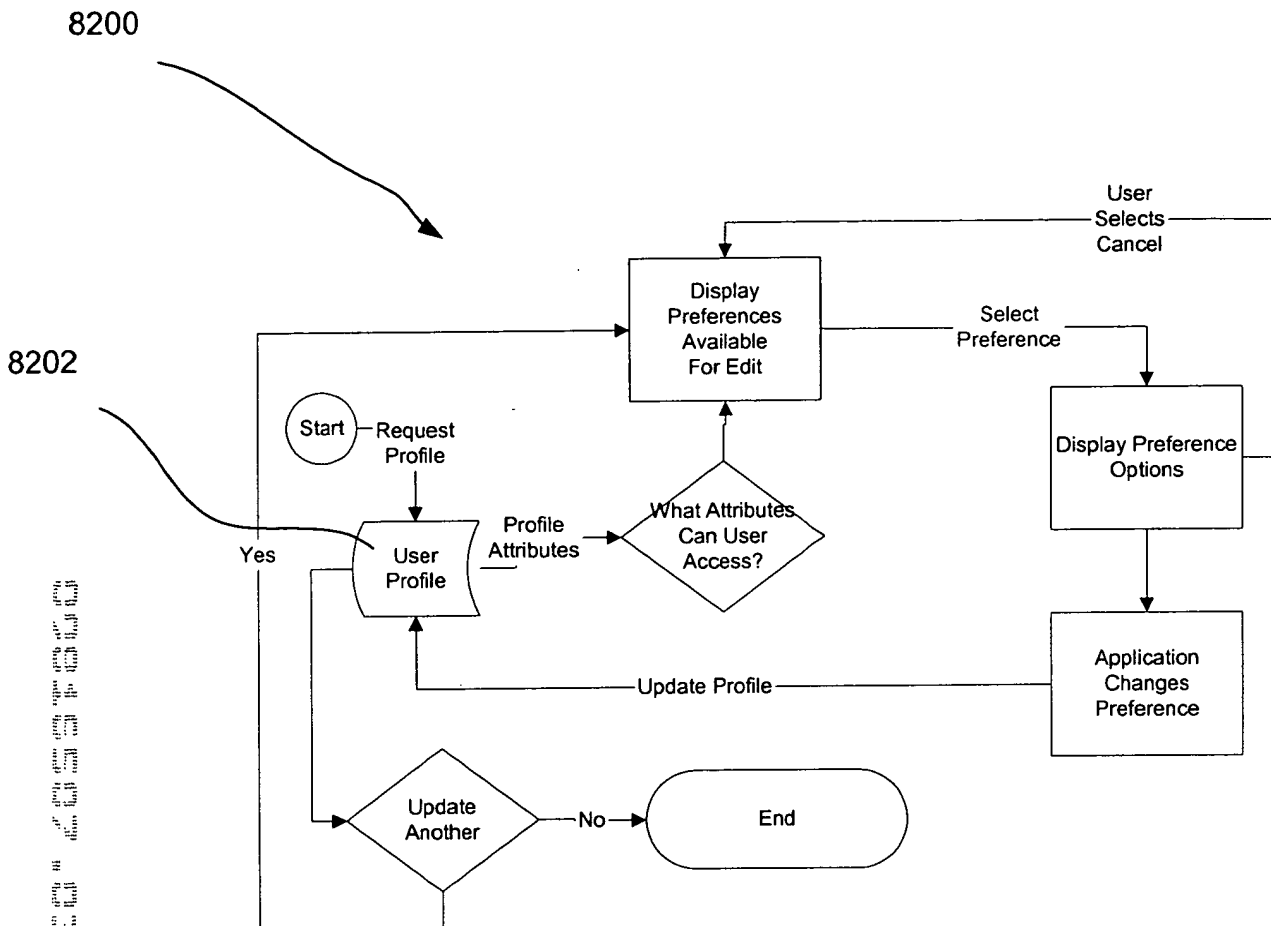 8200
User
Selects
Cancel
Display
Preferences
Available
For Edit
Select
Preference
8202
Start
Request
Profile
Display Preference
Options
What Attributes
Can User
Access?
Profile
Attributes
User
Profile
Yes
Application
Changes
Preference
Update Profile
Update
Another
No
End